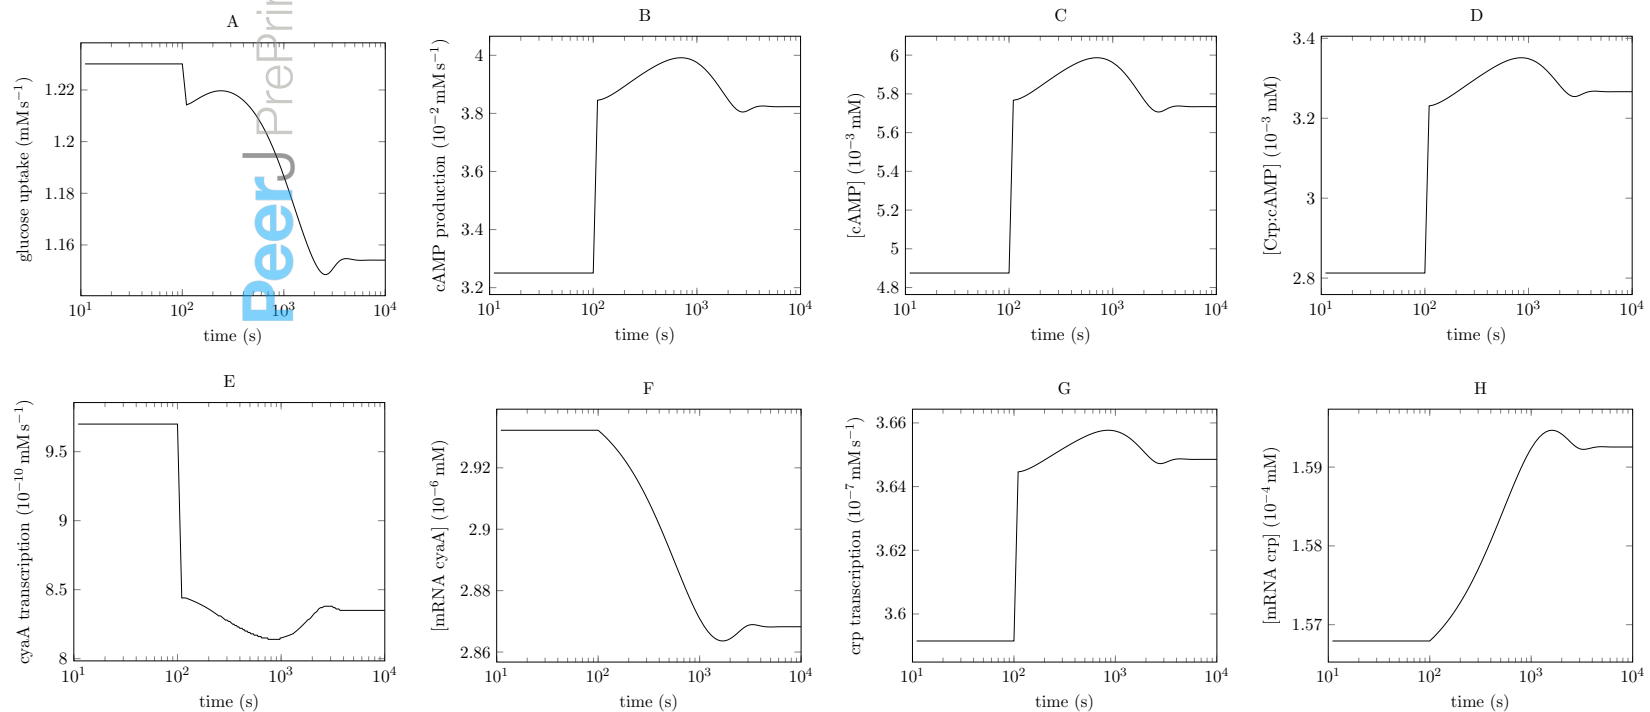 A
glucose uptake (mM s⁻¹)
1.22
1.2
1.18
1.16
10¹ 10² 10³ 10⁴
time (s)
B
cAMP production (10⁻² mM s⁻¹)
4
3.8
3.6
3.4
3.2
10¹ 10² 10³ 10⁴
time (s)
C
[cAMP] (10⁻³ mM)
6
5.8
5.6
5.4
5.2
5
4.8
10¹ 10² 10³ 10⁴
time (s)
D
[Crp:cAMP] (10⁻³ mM)
3.4
3.2
3
2.8
10¹ 10² 10³ 10⁴
time (s)
PeerJ PrePrin
E
cyaA transcription (10⁻¹⁰ mM s⁻¹)
9.5
9
8.5
8
10¹ 10² 10³ 10⁴
time (s)
F
[mRNA cyaA] (10⁻⁶ mM)
2.92
2.9
2.88
2.86
10¹ 10² 10³ 10⁴
time (s)
G
crp transcription (10⁻⁷ mM s⁻¹)
3.66
3.64
3.62
3.6
10¹ 10² 10³ 10⁴
time (s)
H
[mRNA crp] (10⁻⁴ mM)
1.59
1.58
1.57
10¹ 10² 10³ 10⁴
time (s)